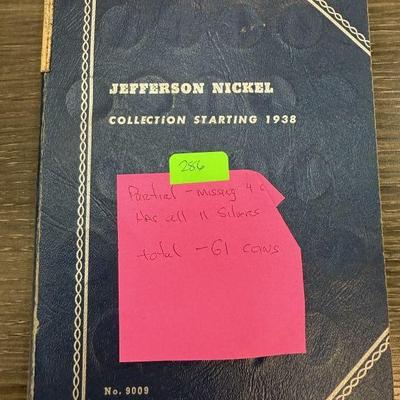 JEFFERSON NICKEL
COLLECTION STARTING 1938
286
Partial - missing 4
Has all 11 Silvers
total - 61 coins
No. 9009